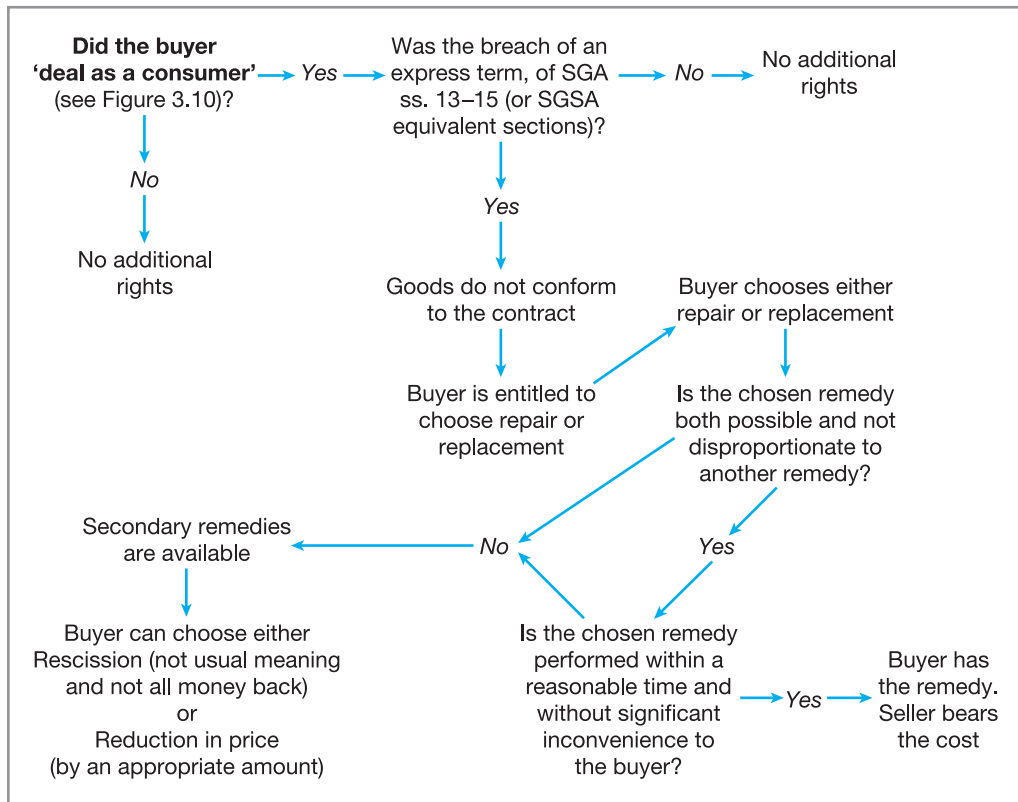 Did the buyer
'deal as a consumer'
(see Figure 3.10)?
Yes
Was the breach of an
express term, of SGA
ss. 13–15 (or SGSA
equivalent sections)?
No
No additional
rights
No
No additional
rights
Yes
Goods do not conform
to the contract
Buyer is entitled to
choose repair or
replacement
Buyer chooses either
repair or replacement
Is the chosen remedy
both possible and not
disproportionate to
another remedy?
Yes
No
Secondary remedies
are available
Buyer can choose either
Rescission (not usual meaning
and not all money back)
or
Reduction in price
(by an appropriate amount)
Is the chosen remedy
performed within a
reasonable time and
without significant
inconvenience to
the buyer?
Yes
Buyer has
the remedy.
Seller bears
the cost